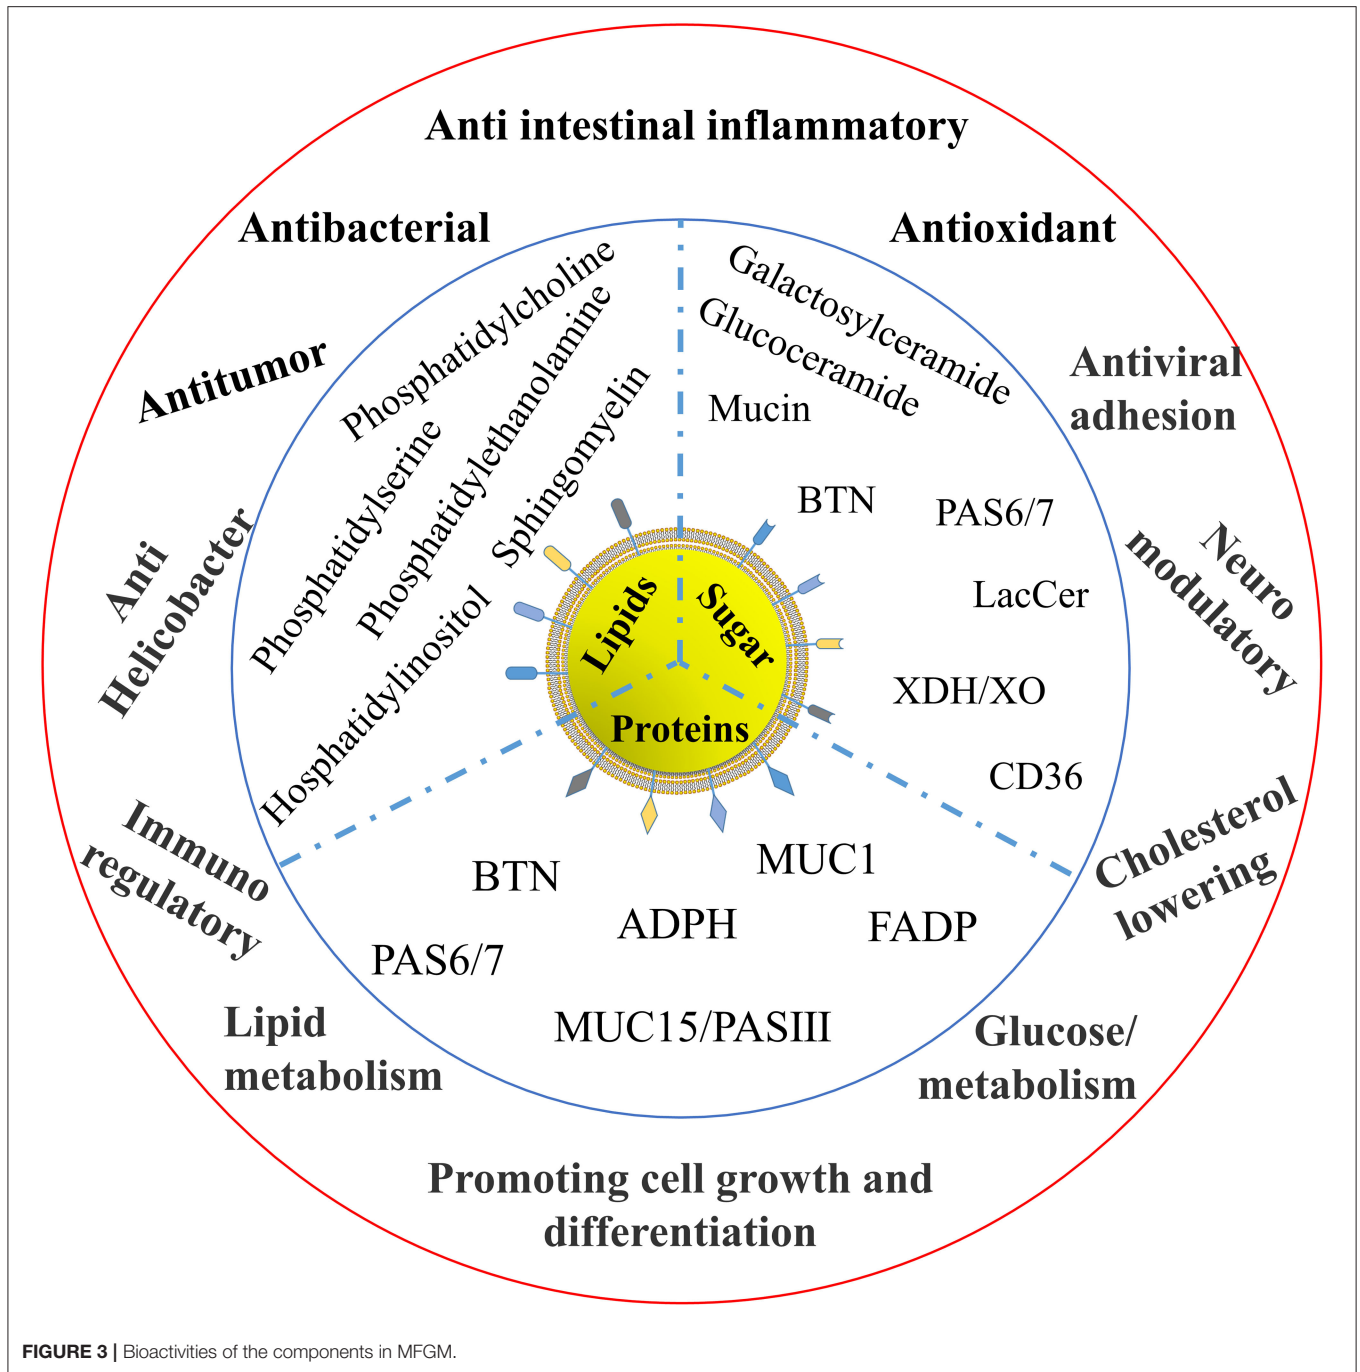 Anti intestinal inflammatory
Antibacterial
Antioxidant
Antitumor
Antiviral
adhesion
Anti
Helicobacter
Neuro
modulatory
Immuno
regulatory
Cholesterol
lowering
Lipid
metabolism
Glucose/
metabolism
Promoting cell growth and
differentiation
Phosphatidylcholine
Phosphatidylethanolamine
Phosphatidylserine
Sphingomyelin
Hosphatidylinositol
Galactosylceramide
Glucoceramide
Mucin
BTN
PAS6/7
LacCer
XDH/XO
CD36
Lipids
Sugar
Proteins
MUC1
BTN
ADPH
FADP
PAS6/7
MUC15/PASIII
FIGURE 3 | Bioactivities of the components in MFGM.